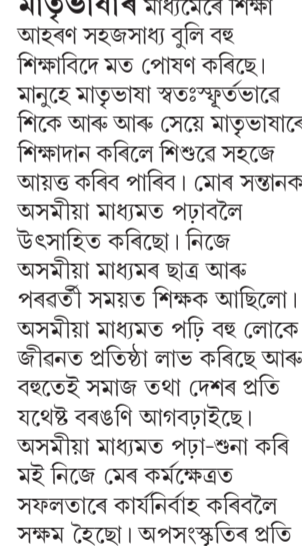 মাতৃভাষাৰ মাধ্যমেৰে শিক্ষা
আহৰণ সহজসাধ্য বুলি বহু
শিক্ষাবিদে মত পোষণ কৰিছে।
মানুহে মাতৃভাষা স্বতঃস্ফূৰ্তভাৱে
শিকে আৰু আৰু সেয়ে মাতৃভাষাৰে
শিক্ষাদান কৰিলে শিশুৱে সহজে
আয়ত্ত কৰিব পাৰিব। মোৰ সন্তানক
অসমীয়া মাধ্যমত পঢ়াবলৈ
উৎসাহিত কৰিছো। নিজে
অসমীয়া মাধ্যমৰ ছাত্ৰ আৰু
পৰৱৰ্তী সময়ত শিক্ষক আছিলো।
অসমীয়া মাধ্যমত পঢ়ি বহু লোকে
জীৱনত প্ৰতিষ্ঠা লাভ কৰিছে আৰু
বহুতেই সমাজ তথা দেশৰ প্ৰতি
যথেষ্ট বৰঙণি আগবঢ়াইছে।
অসমীয়া মাধ্যমত পঢ়া-শুনা কৰি
মই নিজে মেৰ কৰ্মক্ষেত্ৰত
সফলতাৰে কাৰ্যনিৰ্বাহ কৰিবলৈ
সক্ষম হৈছো। অপসংস্কৃতিৰ প্ৰতি